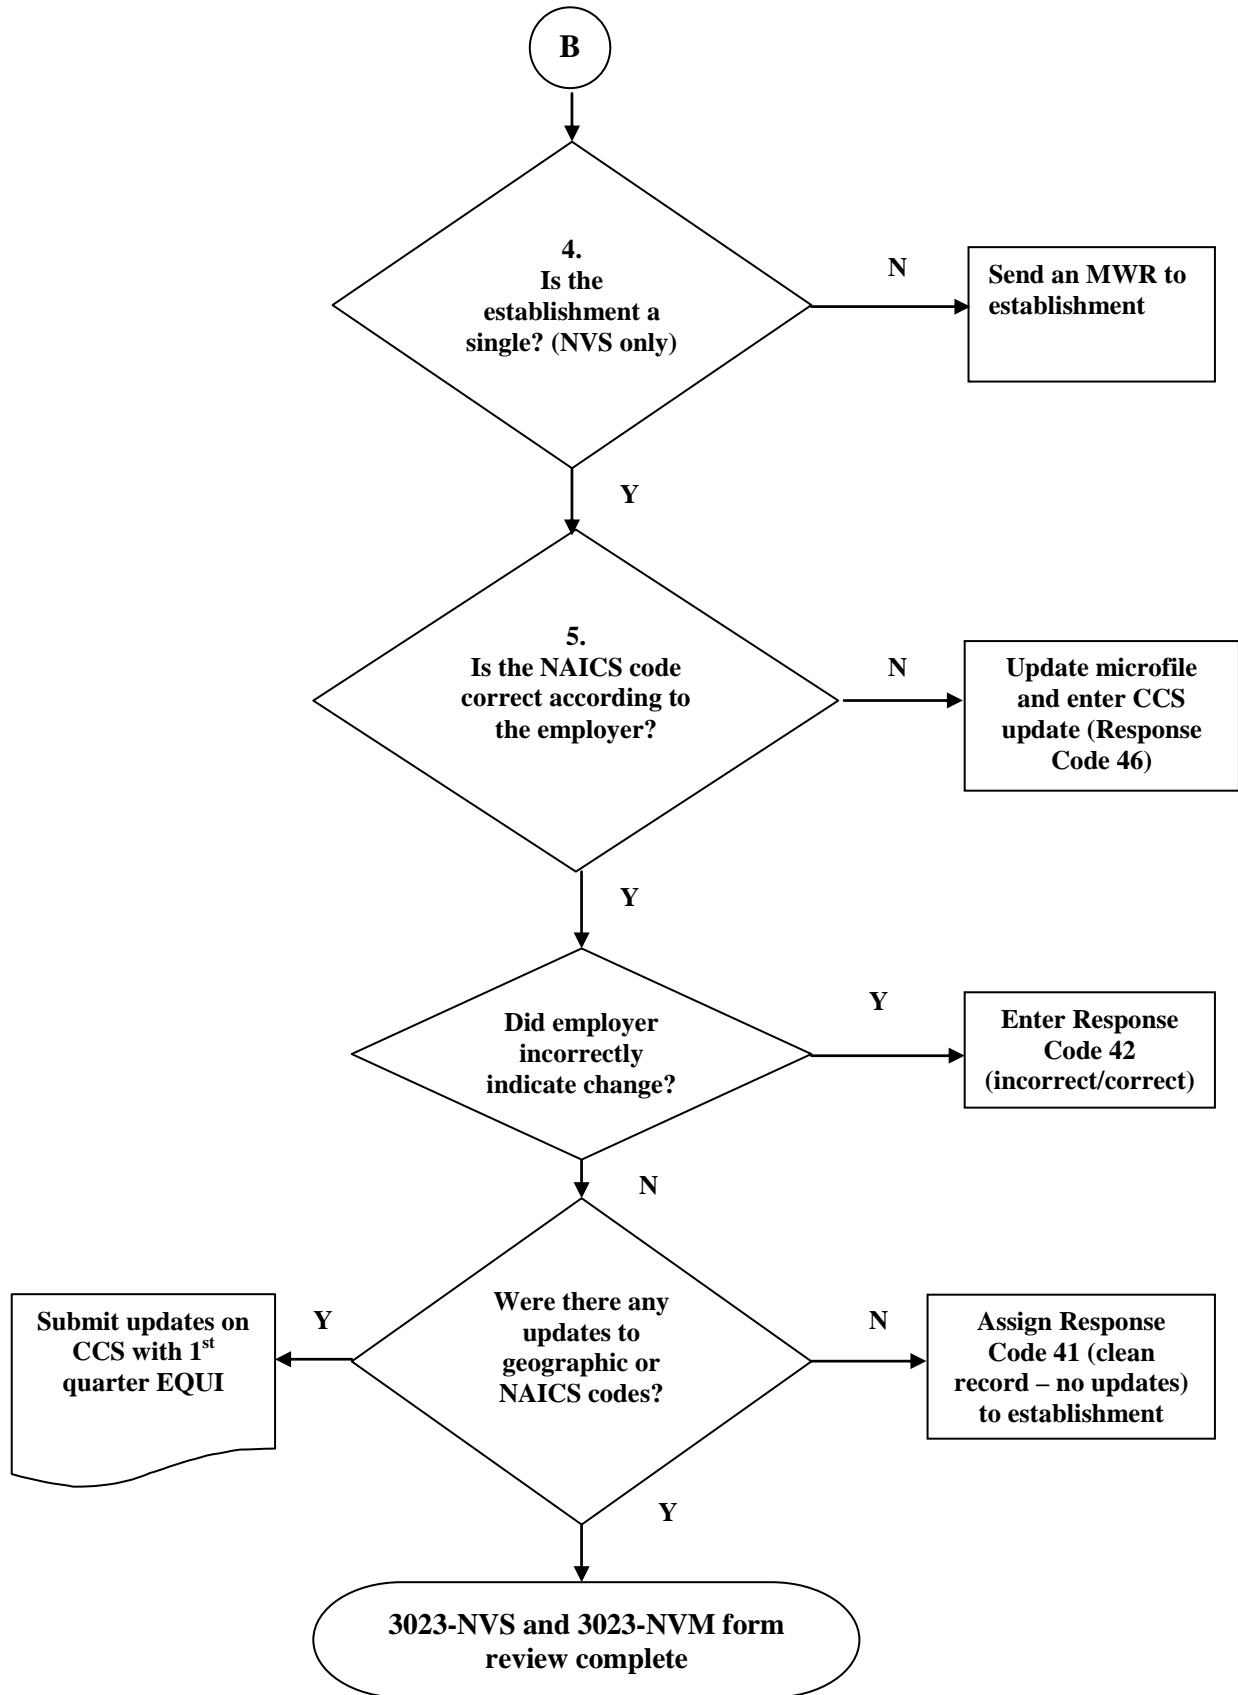 B
4.
Is the
establishment a
single? (NVS only)
N
Send an MWR to
establishment
Y
5.
Is the NAICS code
correct according to
the employer?
N
Update microfile
and enter CCS
update (Response
Code 46)
Y
Did employer
incorrectly
indicate change?
Y
Enter Response
Code 42
(incorrect/correct)
N
Submit updates on
CCS with 1st
quarter EQUI
Y
Were there any
updates to
geographic or
NAICS codes?
N
Assign Response
Code 41 (clean
record – no updates)
to establishment
Y
3023-NVS and 3023-NVM form
review complete